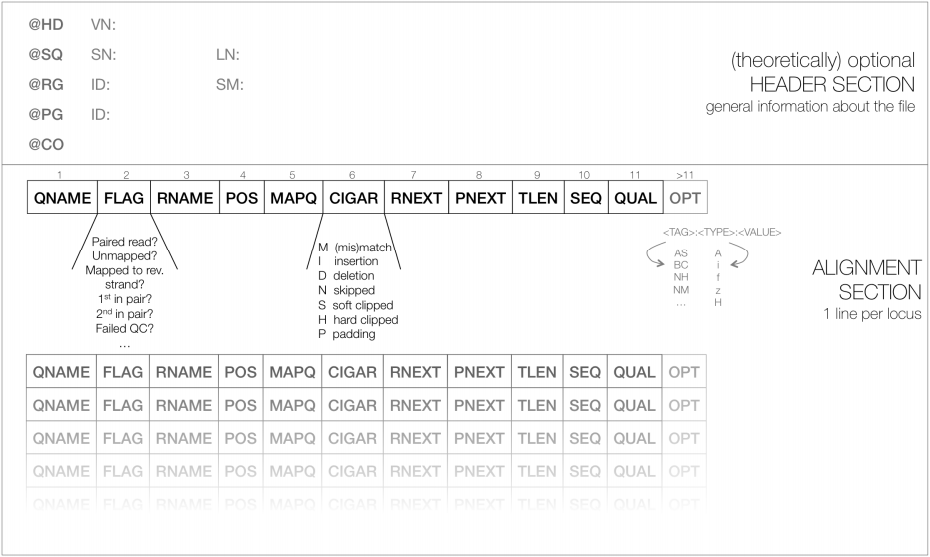 @HD VN:
@SQ SN: LN:
@RG ID: SM:
@PG ID:
@CO
(theoretically) optional
HEADER SECTION
general information about the file
1 2 3 4 5 6 7 8 9 10 11 >11
QNAME FLAG RNAME POS MAPQ CIGAR RNEXT PNEXT TLEN SEQ QUAL OPT
Paired read?
Unmapped?
Mapped to rev.
strand?
1st in pair?
2nd in pair?
Failed QC?
...
M (mis)match
I insertion
D deletion
N skipped
S soft clipped
H hard clipped
P padding
<TAG>:<TYPE>:<VALUE>
AS A
BC i
NH f
NM z
... H
ALIGNMENT
SECTION
1 line per locus
QNAME FLAG RNAME POS MAPQ CIGAR RNEXT PNEXT TLEN SEQ QUAL OPT
QNAME FLAG RNAME POS MAPQ CIGAR RNEXT PNEXT TLEN SEQ QUAL OPT
QNAME FLAG RNAME POS MAPQ CIGAR RNEXT PNEXT TLEN SEQ QUAL OPT
QNAME FLAG RNAME POS MAPQ CIGAR RNEXT PNEXT TLEN SEQ QUAL OPT
QNAME FLAG RNAME POS MAPQ CIGAR RNEXT PNEXT TLEN SEQ QUAL OPT